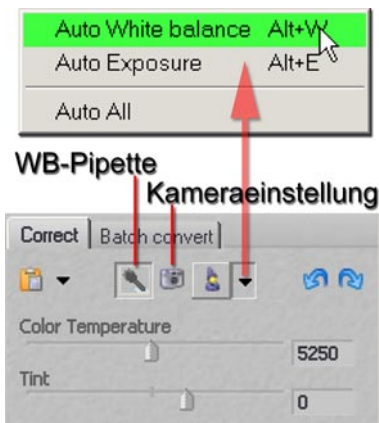 Auto White balance Alt+W
Auto Exposure Alt+E
Auto All
WB-Pipette
Kameraeinstellung
Correct Batch convert
Color Temperature
5250
Tint
0